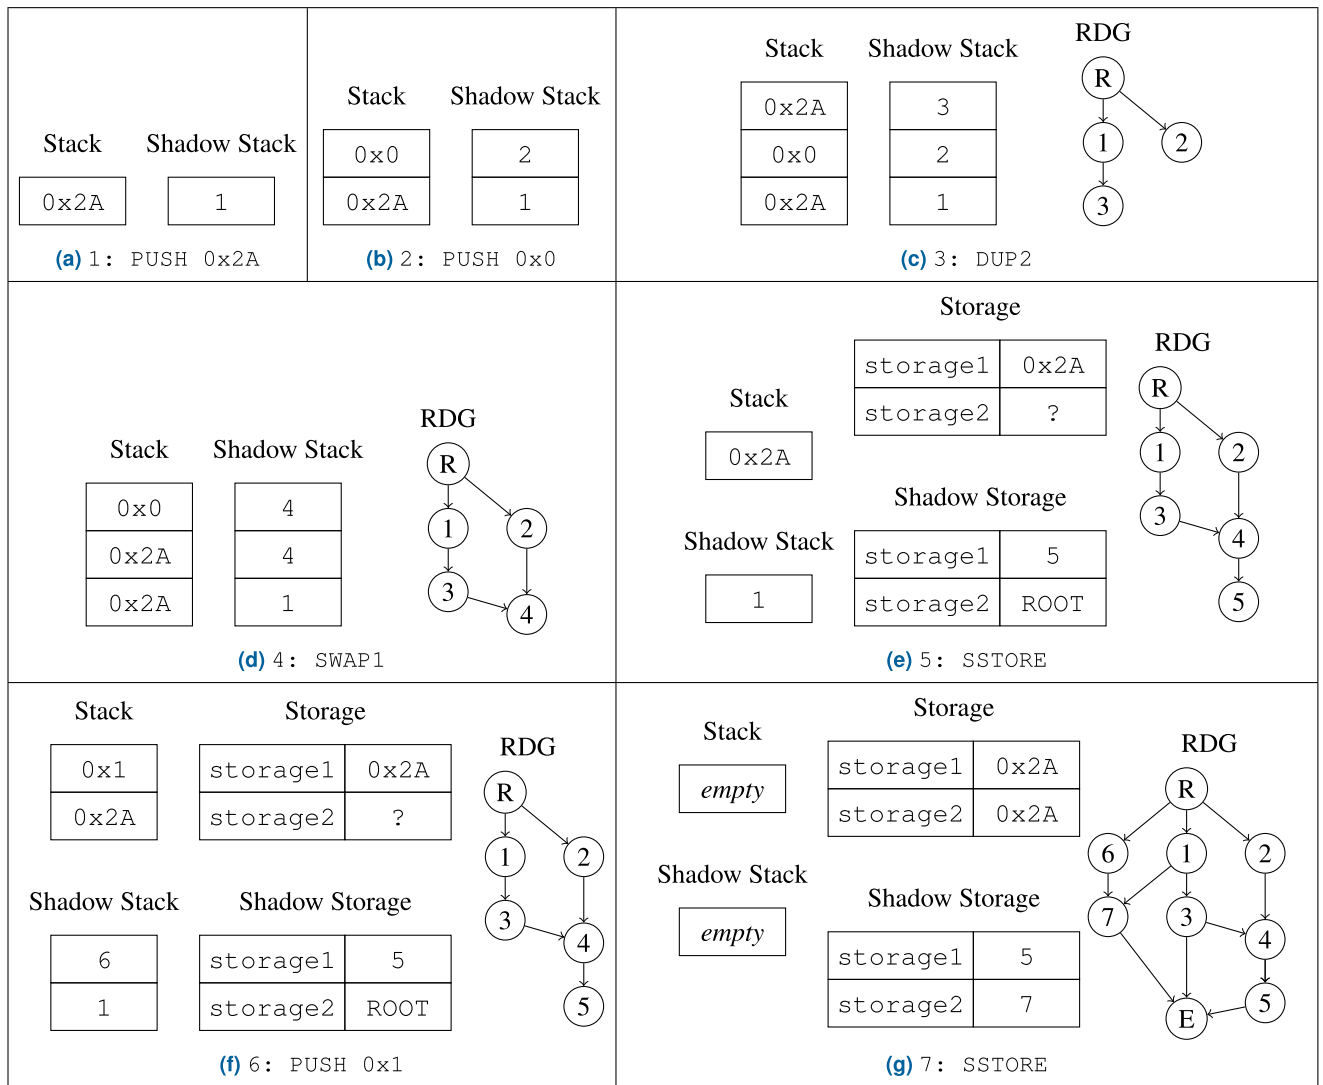 Stack Shadow Stack
0x2A 1
(a) 1: PUSH 0x2A
Stack Shadow Stack
0x0 2
0x2A 1
(b) 2: PUSH 0x0
Stack Shadow Stack
0x2A 3
0x0 2
0x2A 1
RDG
R
1 2
3
(c) 3: DUP2
Stack Shadow Stack
0x0 4
0x2A 4
0x2A 1
RDG
R
1 2
3 4
(d) 4: SWAP1
Stack
0x2A
Shadow Stack
1
Storage
storage1 0x2A
storage2 ?
Shadow Storage
storage1 5
storage2 ROOT
RDG
R
1 2
3 4
5
(e) 5: SSTORE
Stack
0x1
0x2A
Storage
storage1 0x2A
storage2 ?
Shadow Stack
6
1
Shadow Storage
storage1 5
storage2 ROOT
RDG
R
1 2
3 4
5
(f) 6: PUSH 0x1
Stack
empty
Shadow Stack
empty
Storage
storage1 0x2A
storage2 0x2A
Shadow Storage
storage1 5
storage2 7
RDG
R
6 1 2
7 3 4
E 5
(g) 7: SSTORE